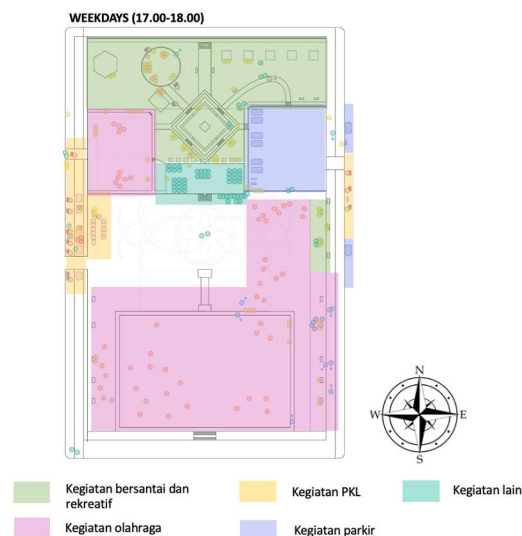 WEEKDAYS (17.00-18.00)
N
W
E
S
Kegiatan bersantai dan
rekreatif
Kegiatan PKL
Kegiatan lain
Kegiatan olahraga
Kegiatan parkir